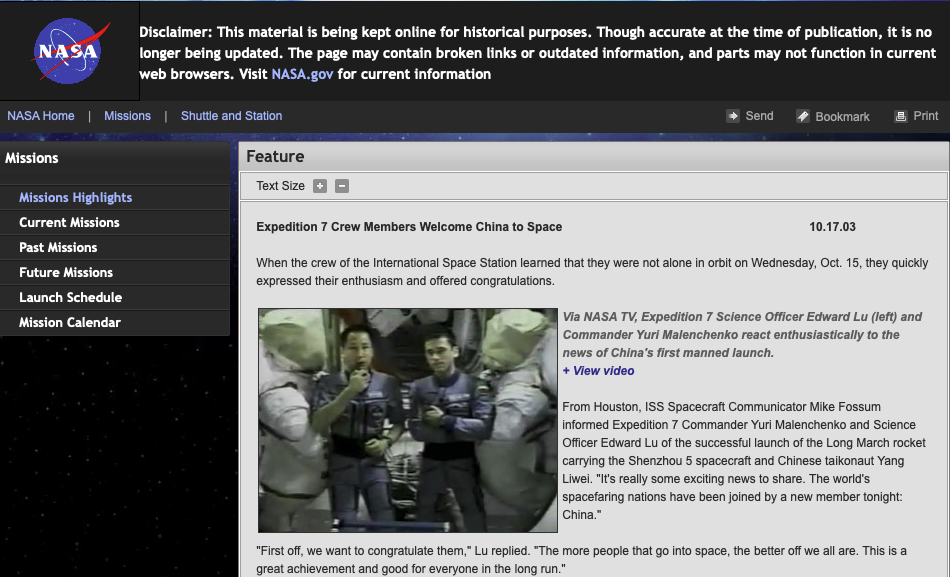 NASA
Disclaimer: This material is being kept online for historical purposes. Though accurate at the time of publication, it is no
longer being updated. The page may contain broken links or outdated information, and parts may not function in current
web browsers. Visit NASA.gov for current information
NASA Home | Missions | Shuttle and Station
Send Bookmark Print
Missions
Missions Highlights
Current Missions
Past Missions
Future Missions
Launch Schedule
Mission Calendar
Feature
Text Size + -
Expedition 7 Crew Members Welcome China to Space 10.17.03
When the crew of the International Space Station learned that they were not alone in orbit on Wednesday, Oct. 15, they quickly
expressed their enthusiasm and offered congratulations.
Via NASA TV, Expedition 7 Science Officer Edward Lu (left) and
Commander Yuri Malenchenko react enthusiastically to the
news of China's first manned launch.
+ View video
From Houston, ISS Spacecraft Communicator Mike Fossum
informed Expedition 7 Commander Yuri Malenchenko and Science
Officer Edward Lu of the successful launch of the Long March rocket
carrying the Shenzhou 5 spacecraft and Chinese taikonaut Yang
Liwei. "It's really some exciting news to share. The world's
spacefaring nations have been joined by a new member tonight:
China."
"First off, we want to congratulate them," Lu replied. "The more people that go into space, the better off we all are. This is a
great achievement and good for everyone in the long run."